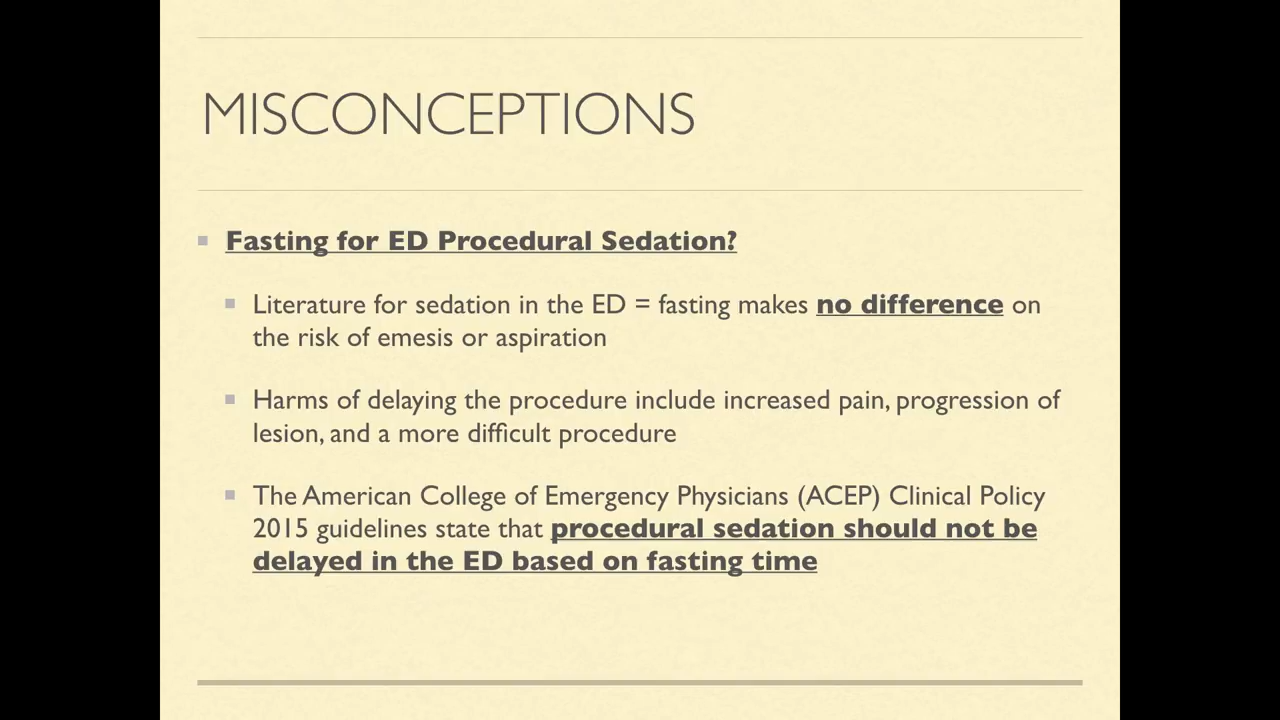 MISCONCEPTIONS
Fasting for ED Procedural Sedation?
Literature for sedation in the ED = fasting makes no difference on
the risk of emesis or aspiration
Harms of delaying the procedure include increased pain, progression of
lesion, and a more difficult procedure
The American College of Emergency Physicians (ACEP) Clinical Policy
2015 guidelines state that procedural sedation should not be
delayed in the ED based on fasting time